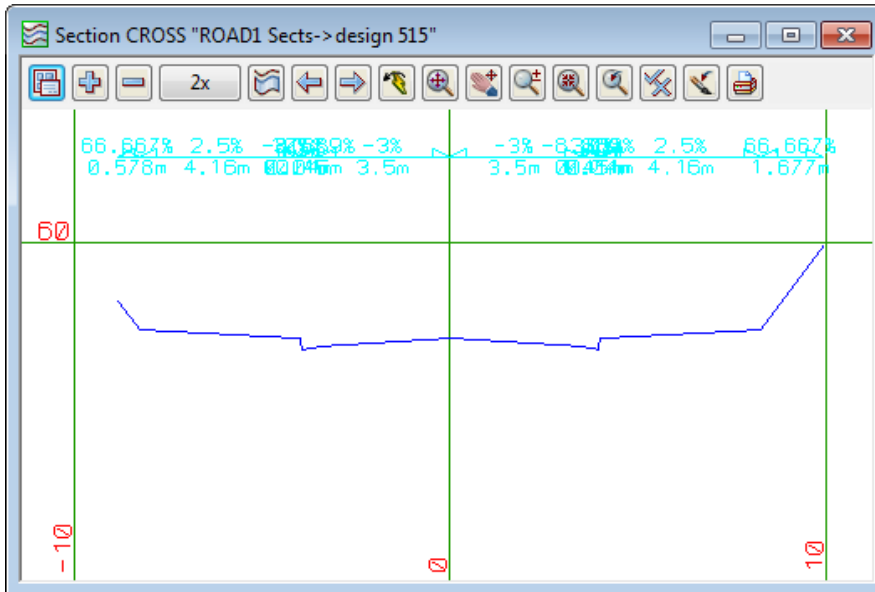 Section CROSS "ROAD1 Sects->design 515"
2x
66.667% 2.5% -3% -3% 2.5% 66.667%
0.578m 4.16m 3.5m 3.5m 4.16m 1.677m
60
-10 0 10